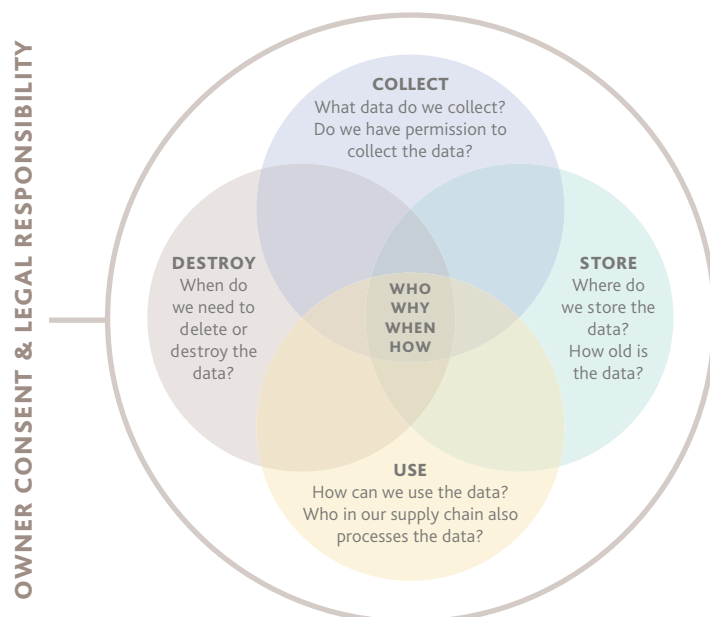 OWNER CONSENT & LEGAL RESPONSIBILITY
COLLECT
What data do we collect?
Do we have permission to
collect the data?
DESTROY
When do
we need to
delete or
destroy the
data?
WHO
WHY
WHEN
HOW
STORE
Where do
we store the
data?
How old is
the data?
USE
How can we use the data?
Who in our supply chain also
processes the data?